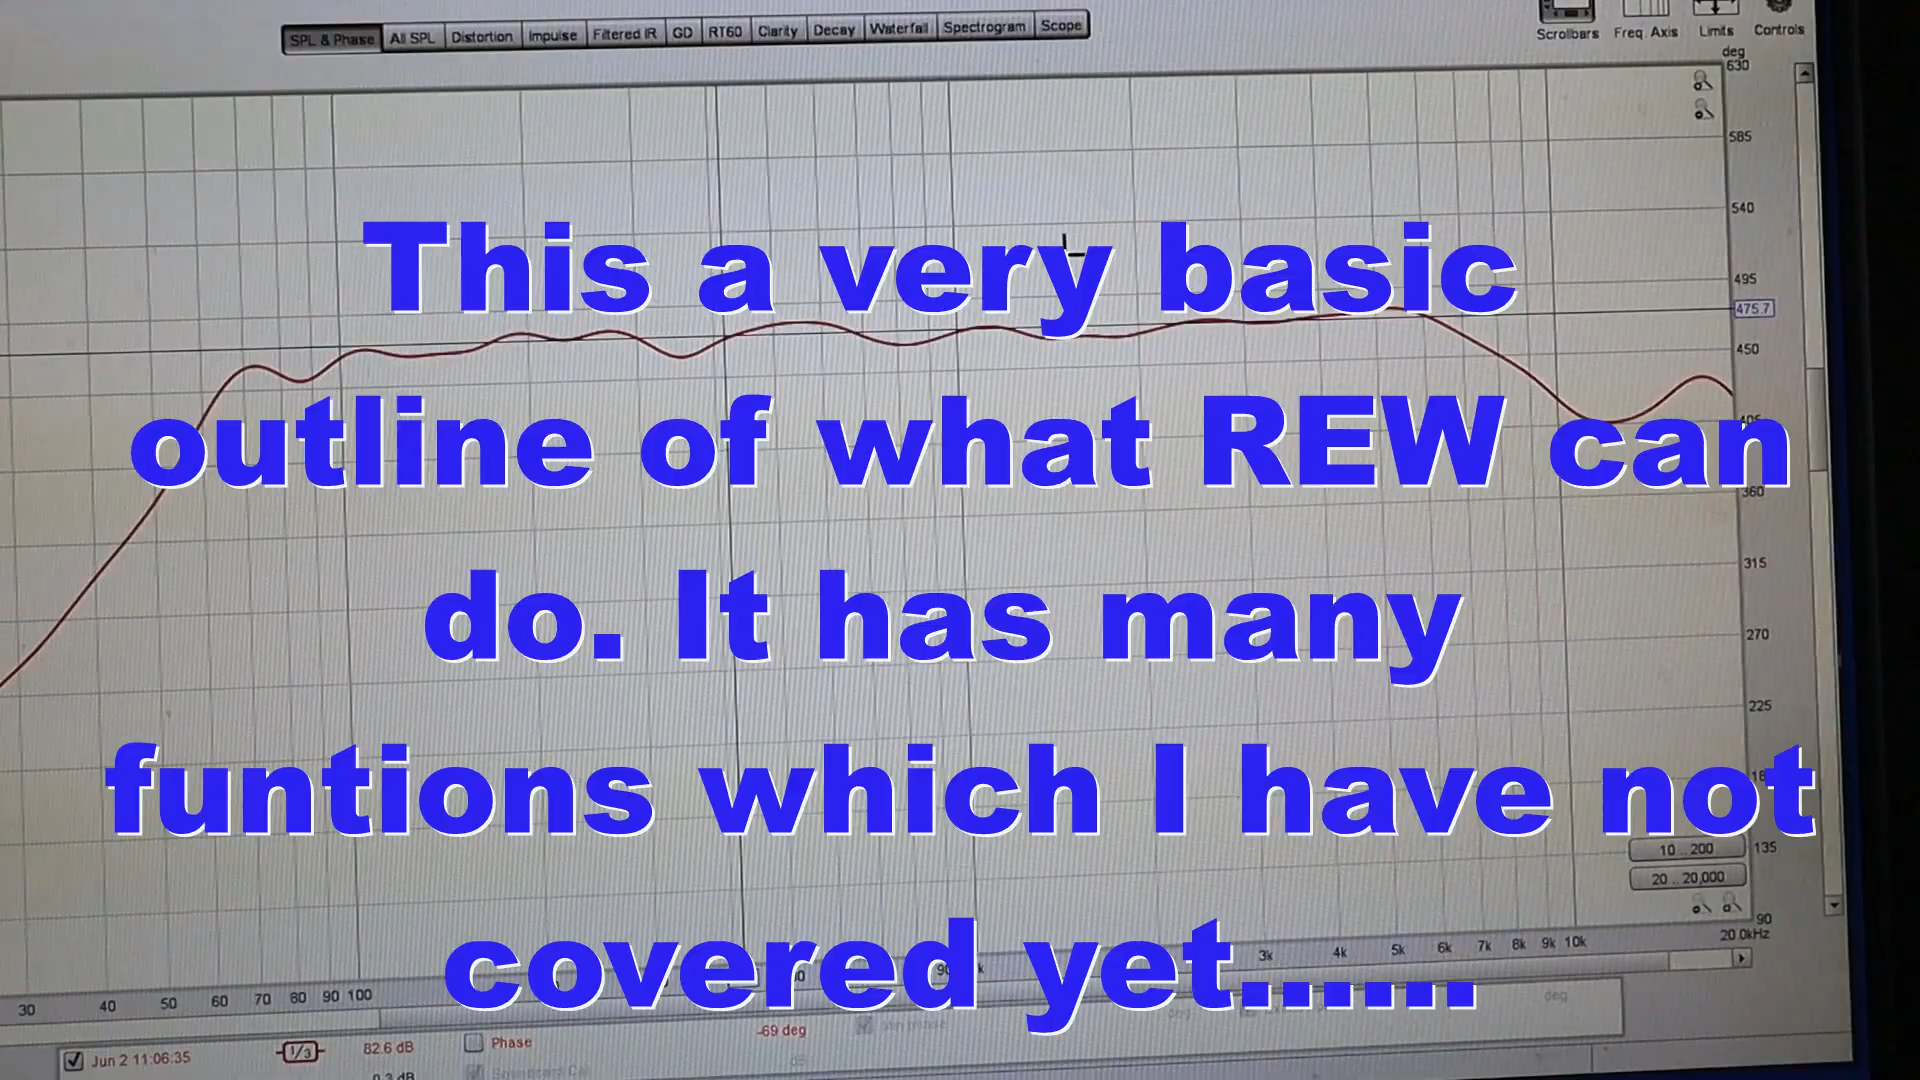 SPL & Phase All SPL Distortion Impulse Filtered IR GD RT60 Clarity Decay Waterfall Spectrogram Scope
Scrollbars Freq. Axis Limits Controls
deg
630
585
540
495
475.7
450
360
315
270
225
135
90
This a very basic
outline of what REW can
do. It has many
funtions which I have not
covered yet......
10 .. 200
20 .. 20,000
30 40 50 60 70 80 90 100 3k 4k 5k 6k 7k 8k 9k 10k 20.0kHz
Jun 2 11:06:35 1/3 82.6 dB Phase -69 deg deg
0.3 dB